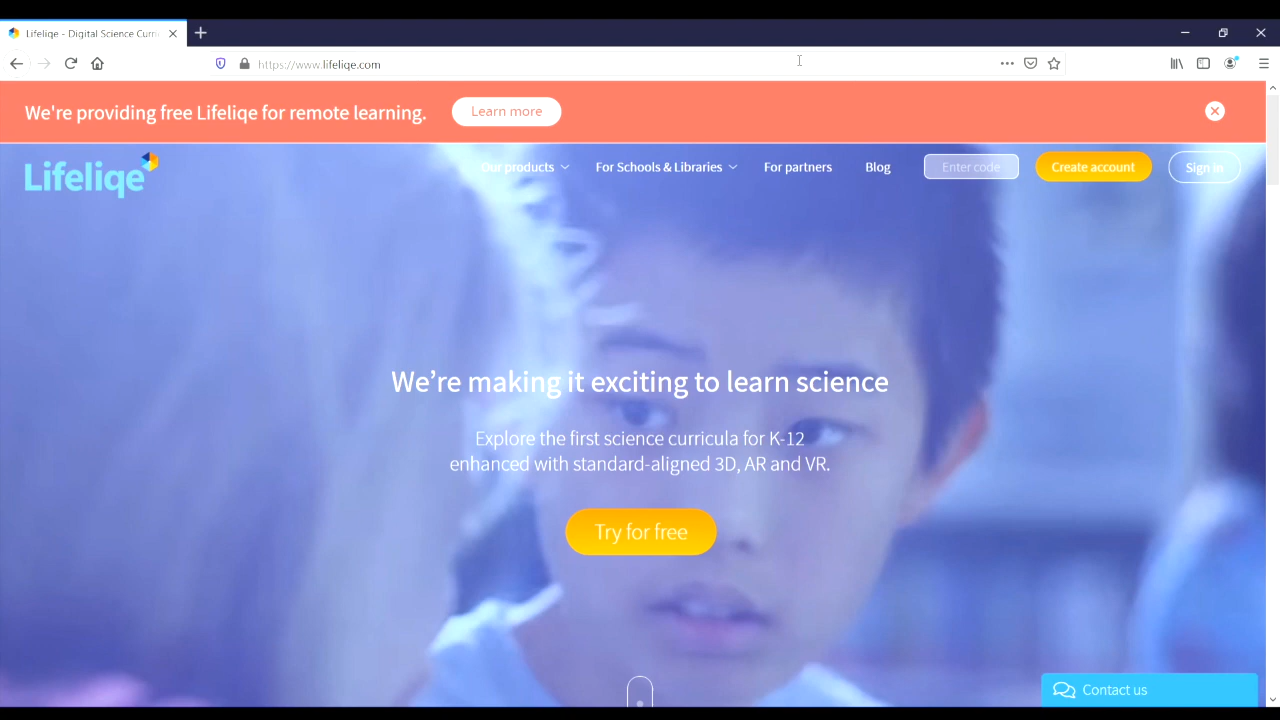 Lifeliqe - Digital Science Curri
https://www.lifeliqe.com
We're providing free Lifeliqe for remote learning.
Learn more
Lifeliqe
Our products
For Schools & Libraries
For partners
Blog
Enter code
Create account
Sign in
We’re making it exciting to learn science
Explore the first science curricula for K-12
enhanced with standard-aligned 3D, AR and VR.
Try for free
Contact us